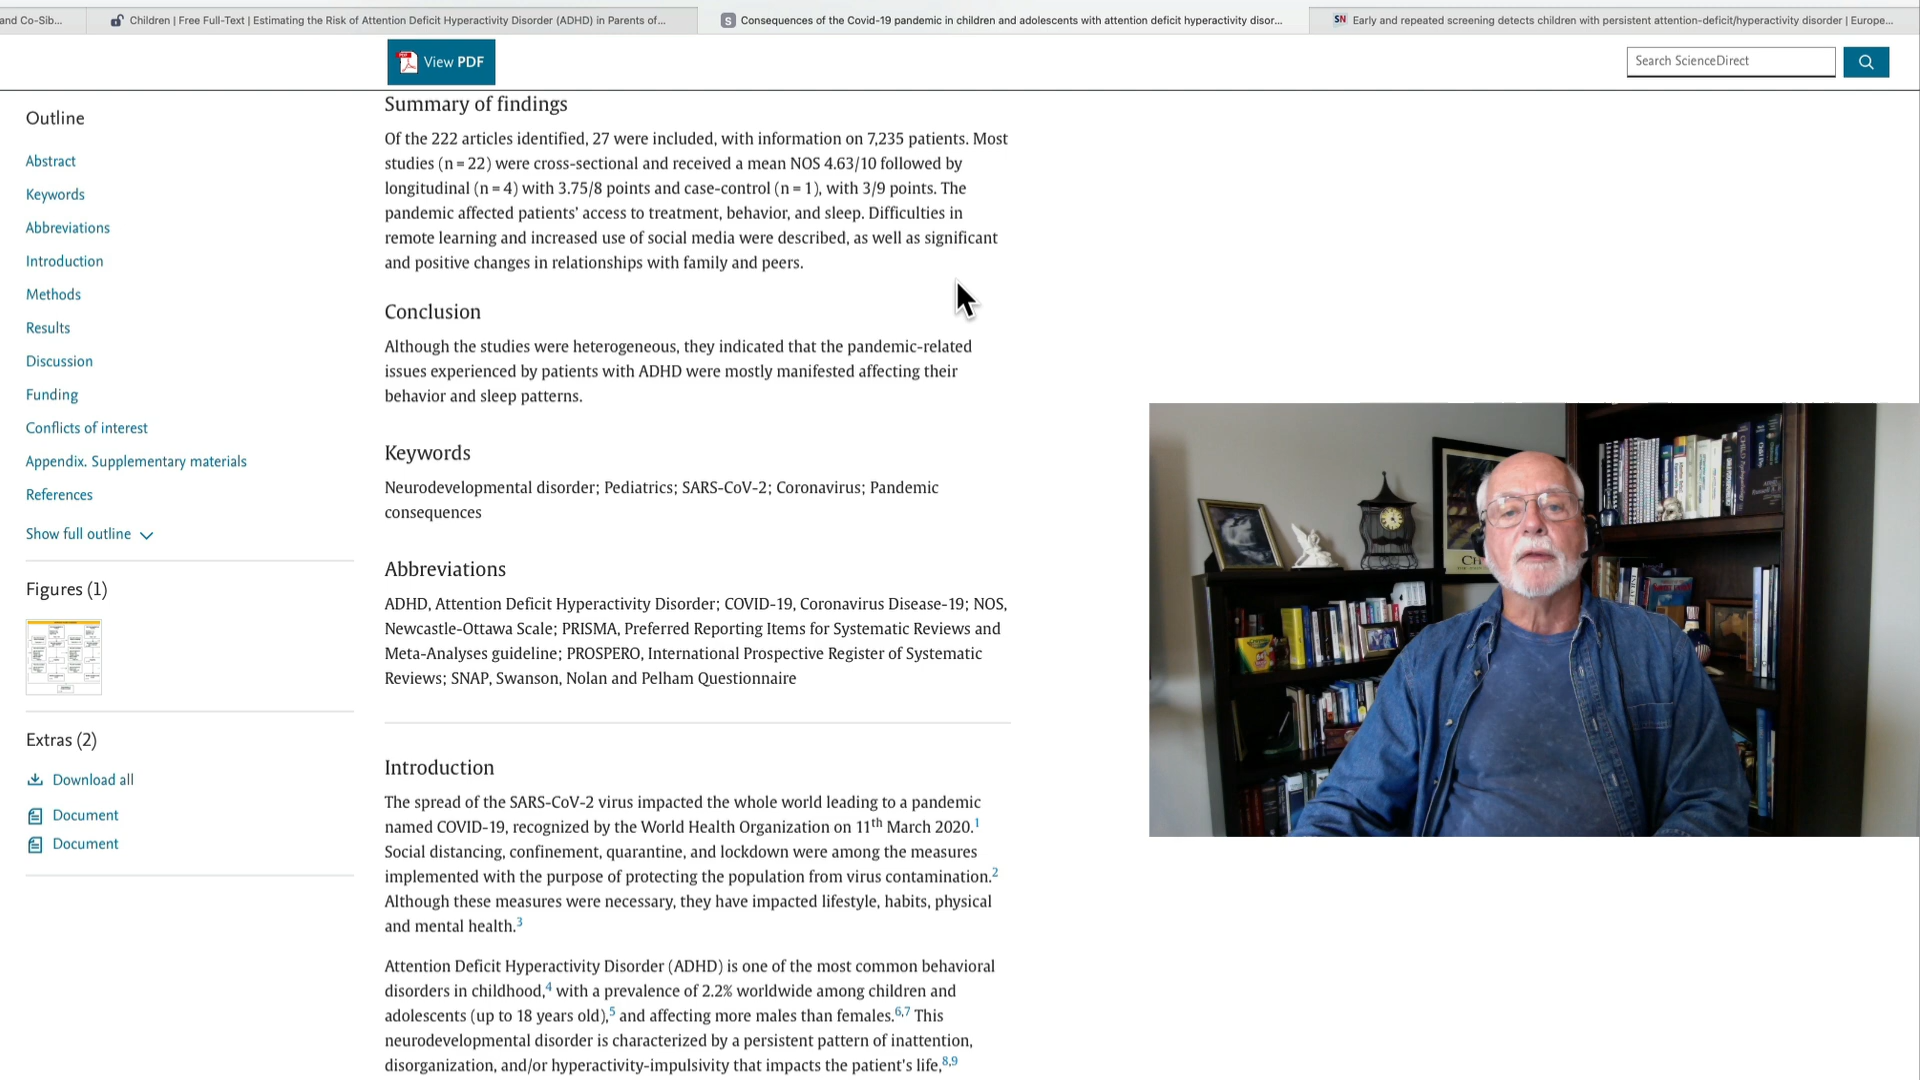 and Co-Sib...
Children | Free Full-Text | Estimating the Risk of Attention Deficit Hyperactivity Disorder (ADHD) in Parents of...
S Consequences of the Covid-19 pandemic in children and adolescents with attention deficit hyperactivity disor...
SN Early and repeated screening detects children with persistent attention-deficit/hyperactivity disorder | Europe...
View PDF
Search ScienceDirect
Outline
Abstract
Keywords
Abbreviations
Introduction
Methods
Results
Discussion
Funding
Conflicts of interest
Appendix. Supplementary materials
References
Show full outline
Figures (1)
Extras (2)
Download all
Document
Document
Summary of findings
Of the 222 articles identified, 27 were included, with information on 7,235 patients. Most
studies (n = 22) were cross-sectional and received a mean NOS 4.63/10 followed by
longitudinal (n = 4) with 3.75/8 points and case-control (n = 1), with 3/9 points. The
pandemic affected patients' access to treatment, behavior, and sleep. Difficulties in
remote learning and increased use of social media were described, as well as significant
and positive changes in relationships with family and peers.
Conclusion
Although the studies were heterogeneous, they indicated that the pandemic-related
issues experienced by patients with ADHD were mostly manifested affecting their
behavior and sleep patterns.
Keywords
Neurodevelopmental disorder; Pediatrics; SARS-CoV-2; Coronavirus; Pandemic
consequences
Abbreviations
ADHD, Attention Deficit Hyperactivity Disorder; COVID-19, Coronavirus Disease-19; NOS,
Newcastle-Ottawa Scale; PRISMA, Preferred Reporting Items for Systematic Reviews and
Meta-Analyses guideline; PROSPERO, International Prospective Register of Systematic
Reviews; SNAP, Swanson, Nolan and Pelham Questionnaire
Introduction
The spread of the SARS-CoV-2 virus impacted the whole world leading to a pandemic
named COVID-19, recognized by the World Health Organization on 11th March 2020.1
Social distancing, confinement, quarantine, and lockdown were among the measures
implemented with the purpose of protecting the population from virus contamination.2
Although these measures were necessary, they have impacted lifestyle, habits, physical
and mental health.3
Attention Deficit Hyperactivity Disorder (ADHD) is one of the most common behavioral
disorders in childhood,4 with a prevalence of 2.2% worldwide among children and
adolescents (up to 18 years old),5 and affecting more males than females.6,7 This
neurodevelopmental disorder is characterized by a persistent pattern of inattention,
disorganization, and/or hyperactivity-impulsivity that impacts the patient's life,8,9